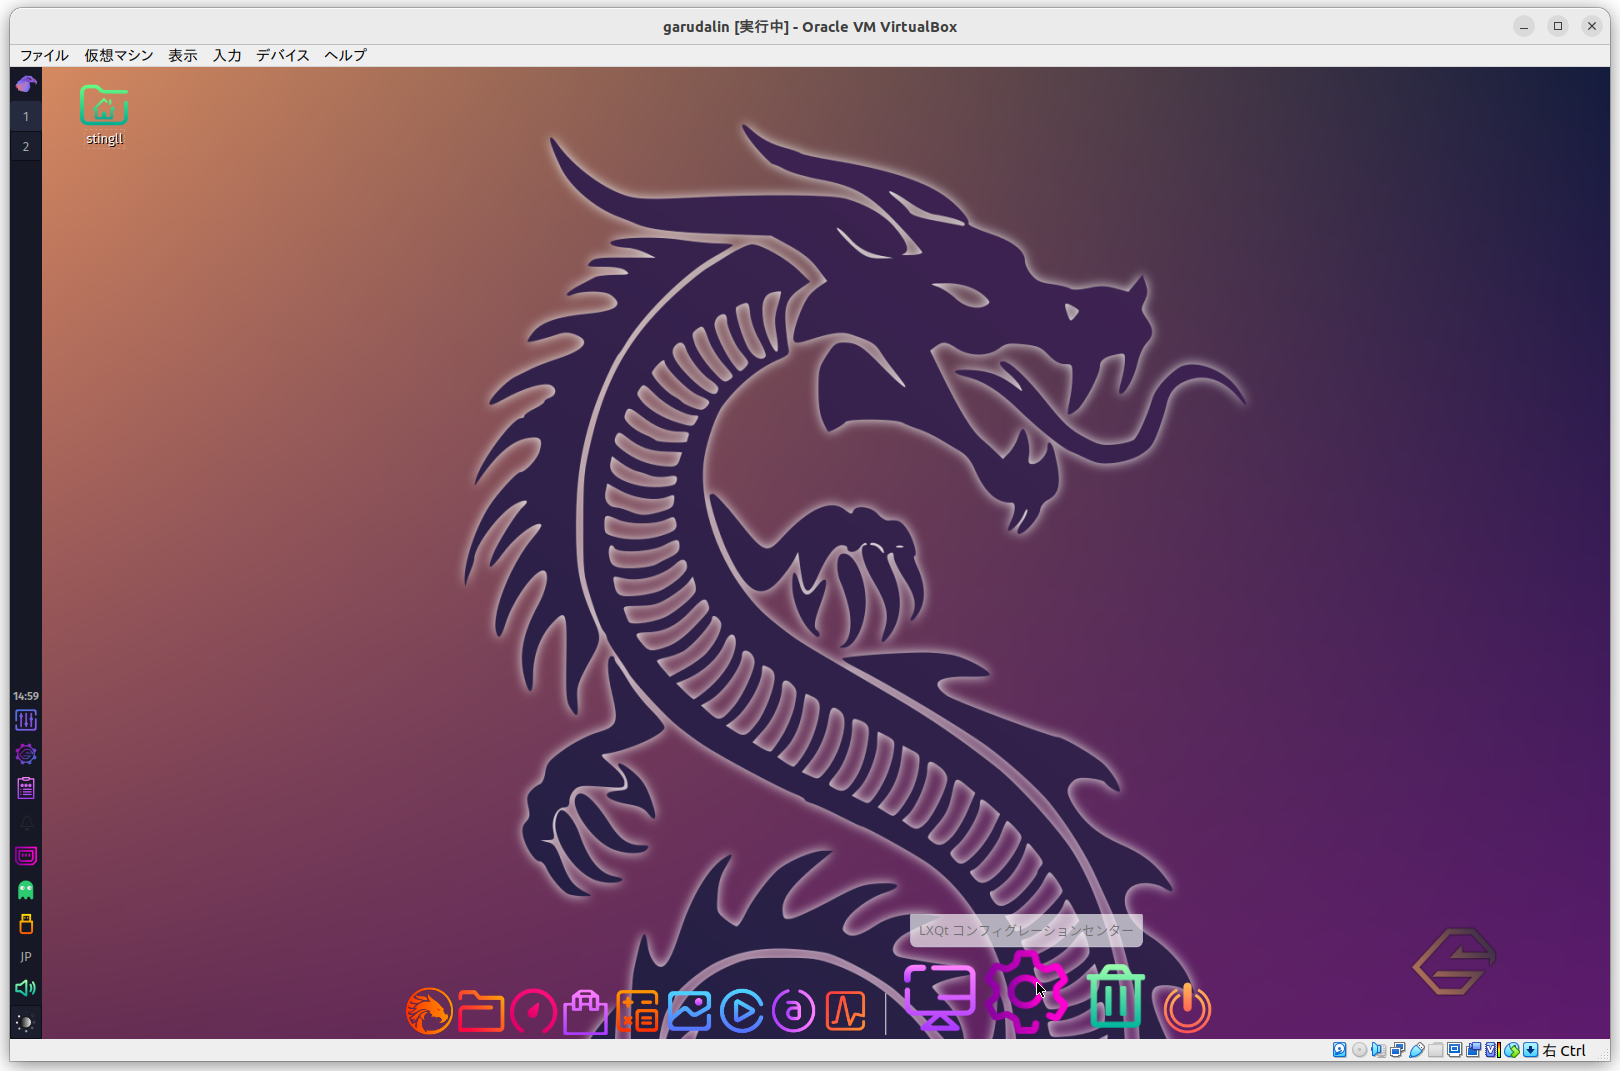 garudalin [実行中] - Oracle VM VirtualBox
ファイル 仮想マシン 表示 入力 デバイス ヘルプ
1
2
stingll
14:59
JP
LXQt コンフィグレーションセンター
右 Ctrl